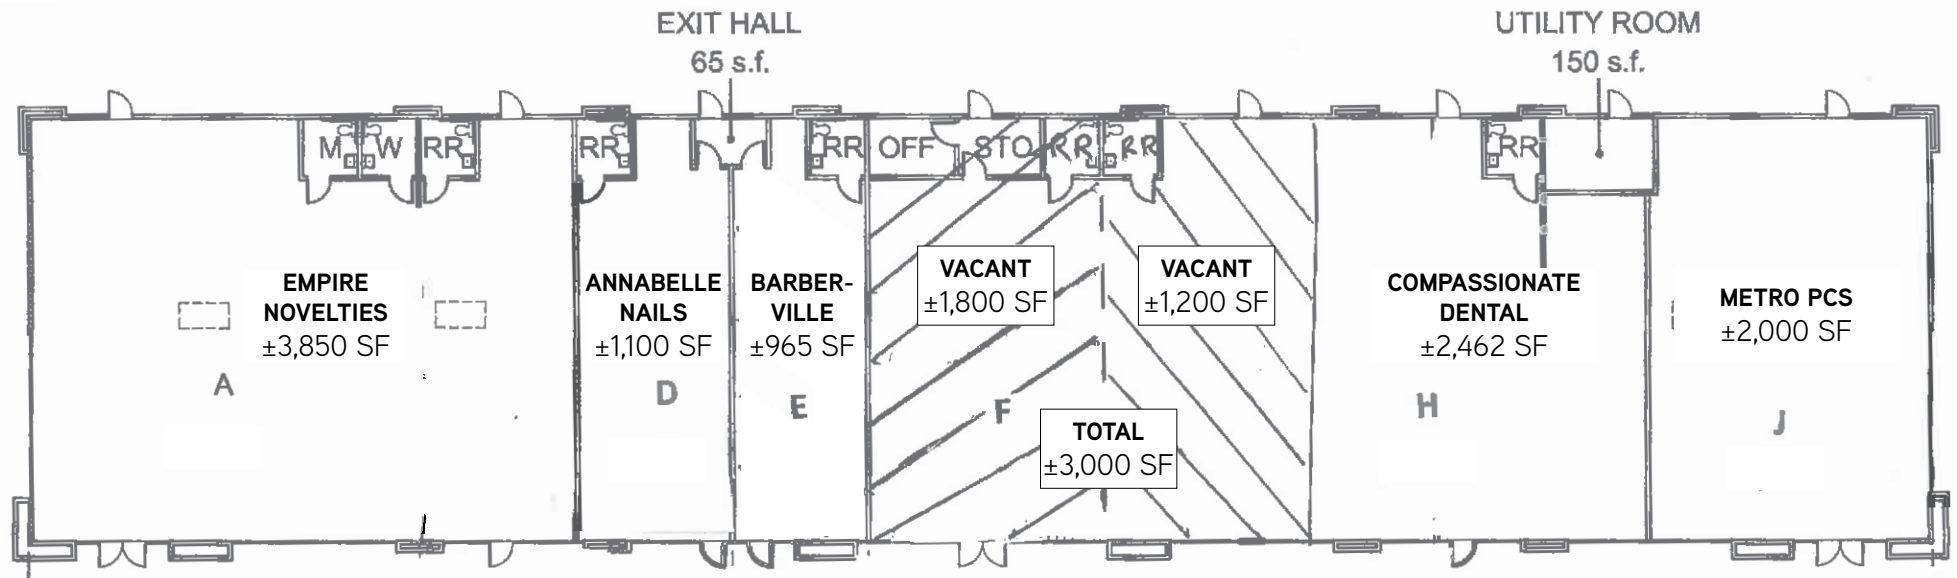 EXIT HALL
65 s.f.
UTILITY ROOM
150 s.f.
M
W
RR
RR
RR
OFF
STO
RR
RR
RR
EMPIRE
NOVELTIES
±3,850 SF
A
ANNABELLE
NAILS
±1,100 SF
D
BARBER-
VILLE
±965 SF
E
VACANT
±1,800 SF
VACANT
±1,200 SF
F
TOTAL
±3,000 SF
COMPASSIONATE
DENTAL
±2,462 SF
H
METRO PCS
±2,000 SF
J